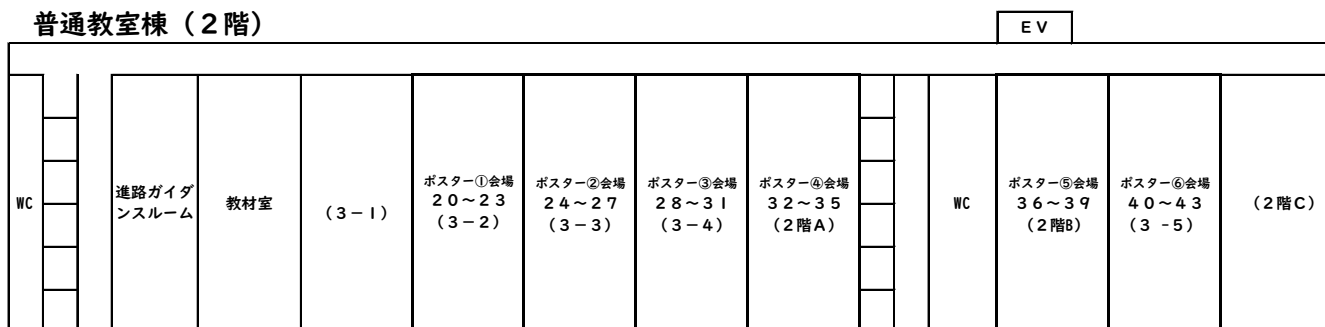 普通教室棟（２階）
ＥＶ
WC
進路ガイダ
ンスルーム
教材室
（３－１）
ポスター①会場
２０～２３
（３－２）
ポスター②会場
２４～２７
（３－３）
ポスター③会場
２８～３１
（３－４）
ポスター④会場
３２～３５
（２階A）
WC
ポスター⑤会場
３６～３９
（２階B）
ポスター⑥会場
４０～４３
（３ -５）
（２階C）